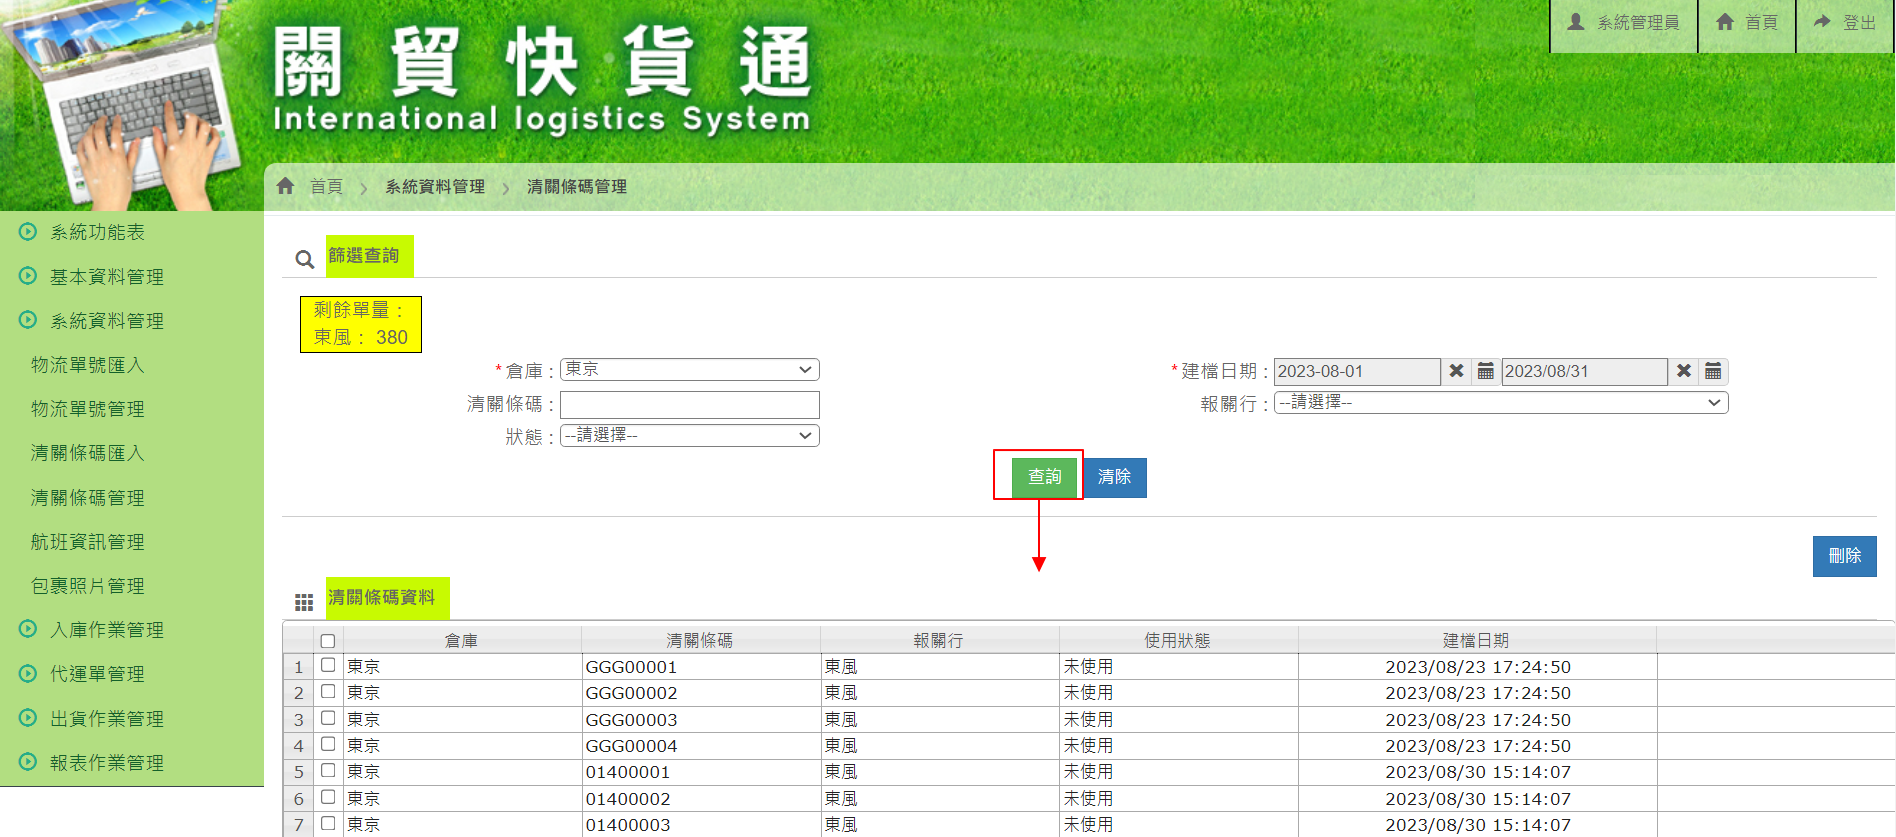 關貿快貨通
International logistics System
系統管理員
首頁
登出
首頁 > 系統資料管理 > 清關條碼管理
系統功能表
基本資料管理
系統資料管理
物流單號匯入
物流單號管理
清關條碼匯入
清關條碼管理
航班資訊管理
包裹照片管理
入庫作業管理
代運單管理
出貨作業管理
報表作業管理
篩選查詢
剩餘單量：
東風： 380
*倉庫： 東京
*建檔日期： 2023-08-01 2023/08/31
清關條碼：
報關行： --請選擇--
狀態： --請選擇--
查詢 清除
刪除
清關條碼資料
倉庫 清關條碼 報關行 使用狀態 建檔日期
1 東京 GGG00001 東風 未使用 2023/08/23 17:24:50
2 東京 GGG00002 東風 未使用 2023/08/23 17:24:50
3 東京 GGG00003 東風 未使用 2023/08/23 17:24:50
4 東京 GGG00004 東風 未使用 2023/08/23 17:24:50
5 東京 01400001 東風 未使用 2023/08/30 15:14:07
6 東京 01400002 東風 未使用 2023/08/30 15:14:07
7 東京 01400003 東風 未使用 2023/08/30 15:14:07